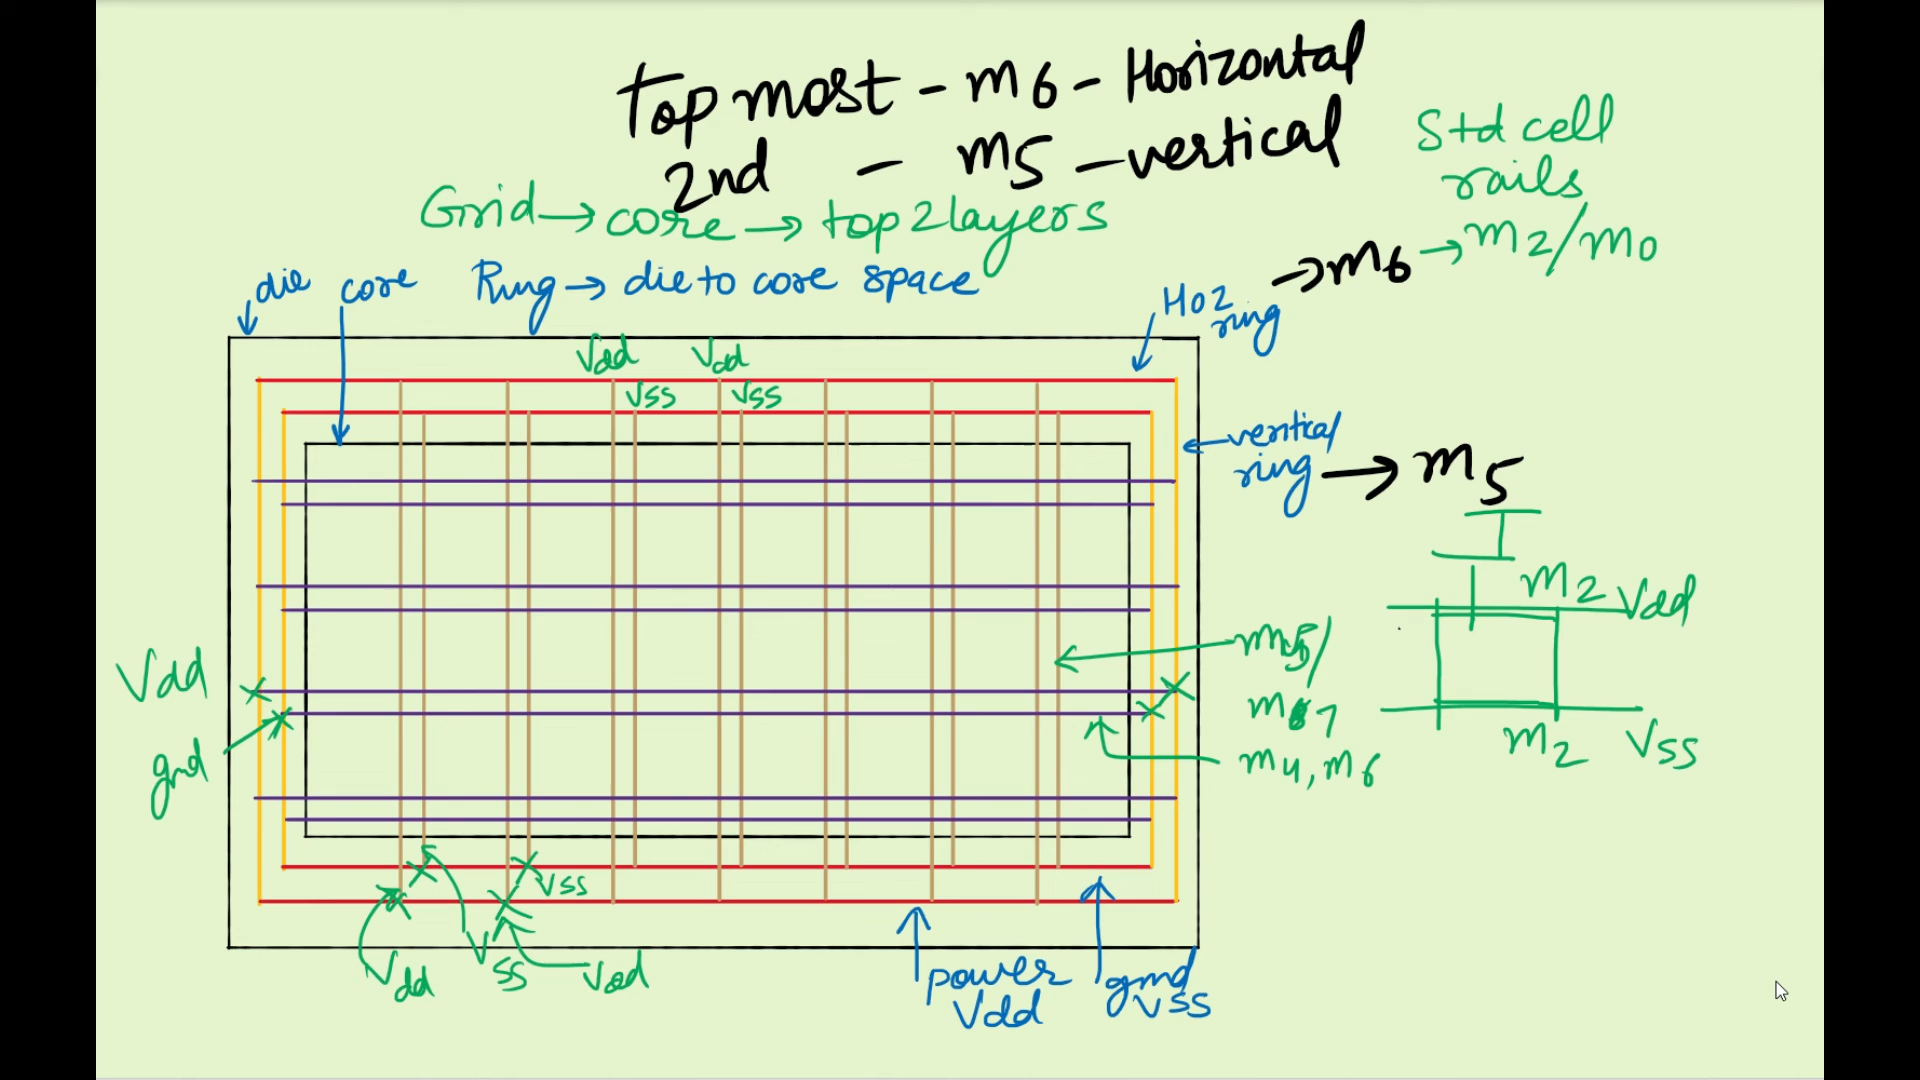 Top most - m6 - Horizontal
2nd - m5 - vertical
Std cell
rails
→ m2/m0
Grid → core → top 2 layers
die
core
Ring → die to core space
Hoz
ring
→ m6
Vdd
Vdd
VSS
VSS
vertical
ring → m5
m2 Vdd
m5/
m7
m4, m6
m2
VSS
Vdd
gnd
VSS
Vdd
VSS
Vdd
power
Vdd
gnd
VSS